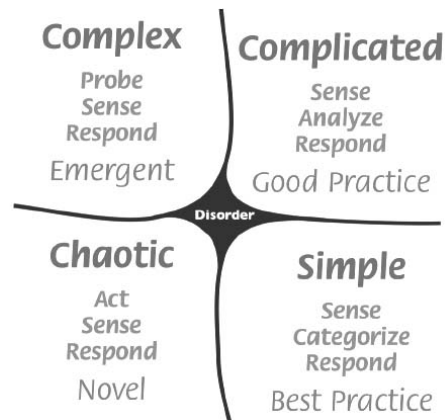 Complex
Probe
Sense
Respond
Emergent
Complicated
Sense
Analyze
Respond
Good Practice
Disorder
Chaotic
Act
Sense
Respond
Novel
Simple
Sense
Categorize
Respond
Best Practice